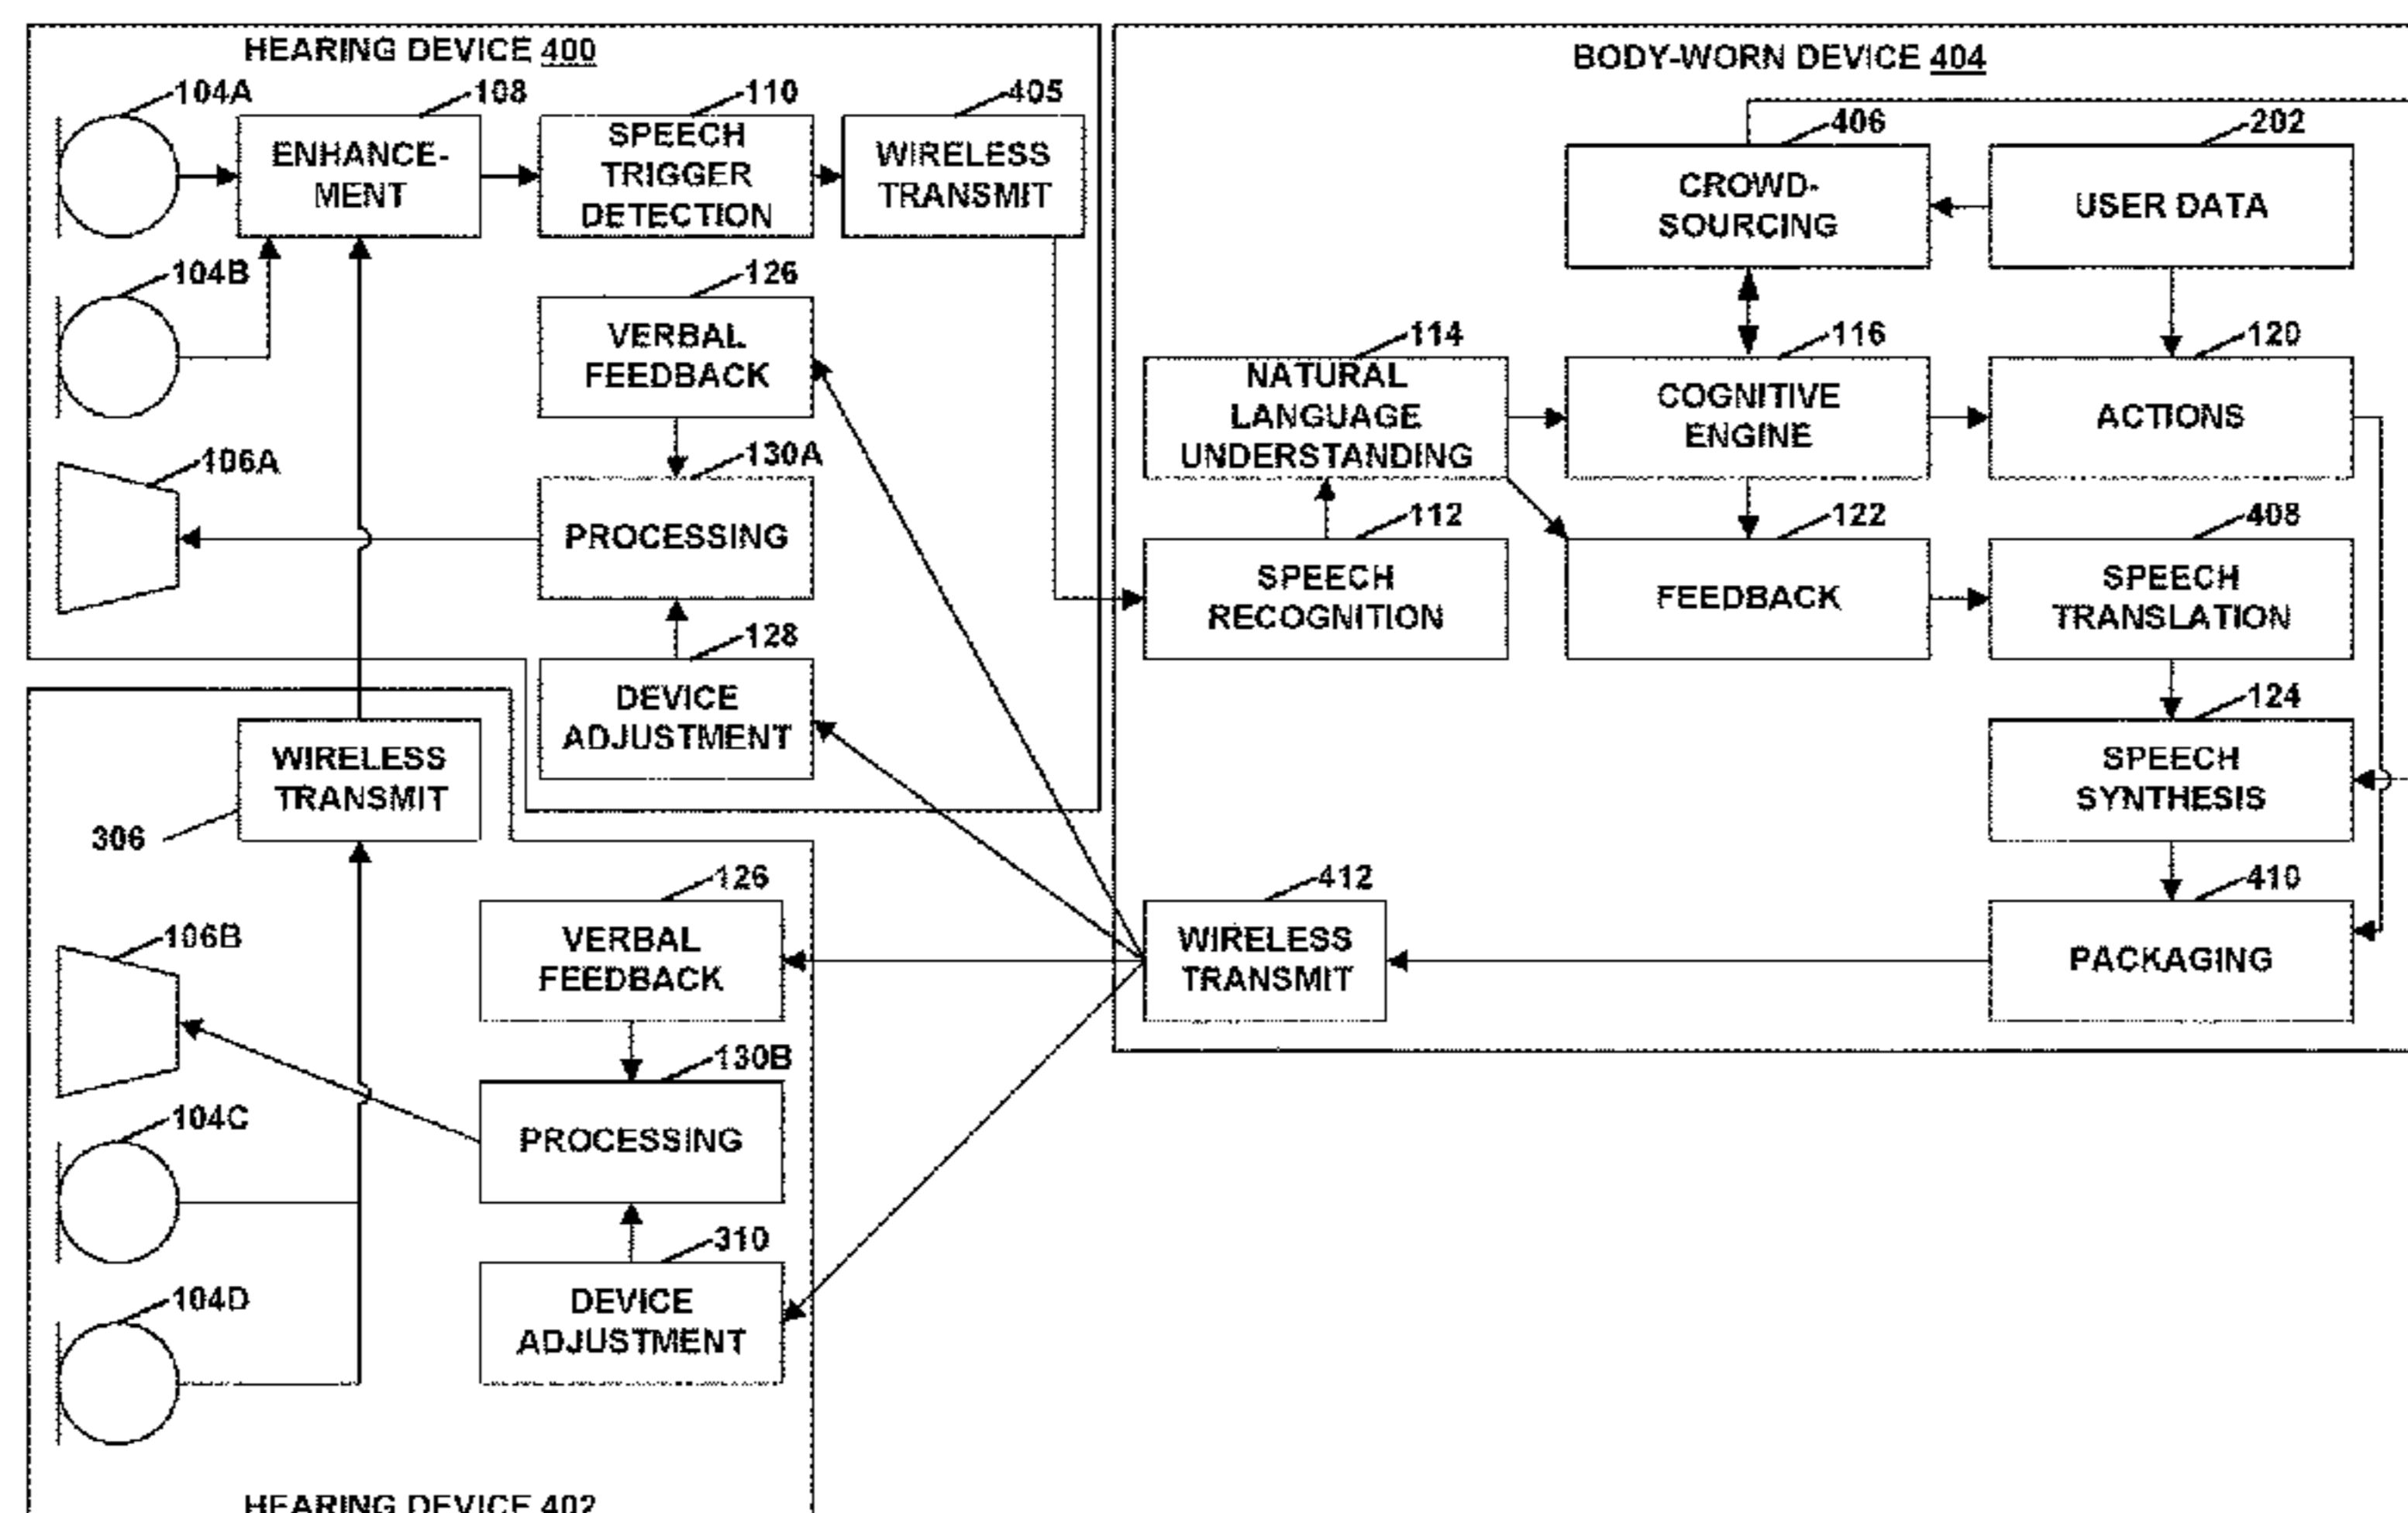 HEARING DEVICE 400
104A
108
110
405
ENHANCE-
MENT
SPEECH
TRIGGER
DETECTION
WIRELESS
TRANSMIT
104B
126
VERBAL
FEEDBACK
106A
130A
PROCESSING
128
DEVICE
ADJUSTMENT
BODY-WORN DEVICE 404
406
202
CROWD-
SOURCING
USER DATA
114
116
120
NATURAL
LANGUAGE
UNDERSTANDING
COGNITIVE
ENGINE
ACTIONS
112
122
408
SPEECH
RECOGNITION
FEEDBACK
SPEECH
TRANSLATION
124
SPEECH
SYNTHESIS
412
410
WIRELESS
TRANSMIT
PACKAGING
WIRELESS
TRANSMIT
306
126
VERBAL
FEEDBACK
106B
130B
PROCESSING
104C
310
DEVICE
ADJUSTMENT
104D
HEARING DEVICE 402